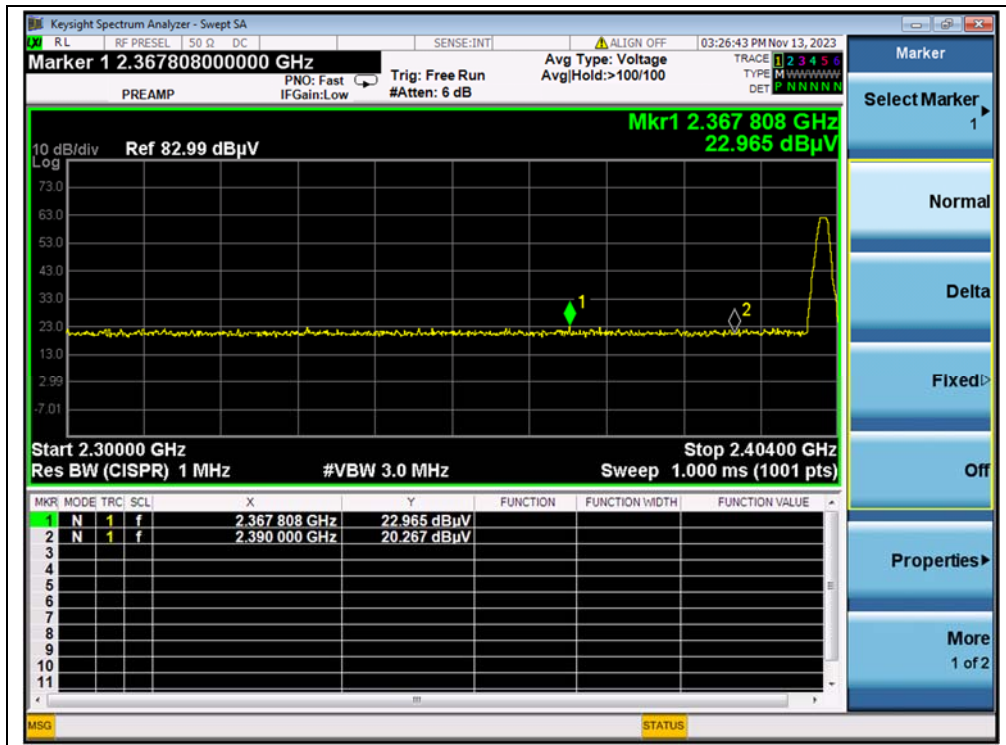 Keysight Spectrum Analyzer - Swept SA
LXI RL RF PRESEL 50 Ω DC SENSE:INT ALIGN OFF 03:26:43 PM Nov 13, 2023
Marker 1 2.367808000000 GHz Avg Type: Voltage TRACE 1 2 3 4 5 6
PNO: Fast Trig: Free Run Avg|Hold:>100/100 TYPE M WWWWW
PREAMP IFGain:Low #Atten: 6 dB DET P N N N N N
Mkr1 2.367 808 GHz
10 dB/div Ref 82.99 dBµV 22.965 dBµV
Log
73.0
63.0
53.0
43.0
33.0
23.0
13.0
2.99
-7.01
1
2
Start 2.30000 GHz Stop 2.40400 GHz
Res BW (CISPR) 1 MHz #VBW 3.0 MHz Sweep 1.000 ms (1001 pts)
MKR MODE TRC SCL X Y FUNCTION FUNCTION WIDTH FUNCTION VALUE
1 N 1 f 2.367 808 GHz 22.965 dBµV
2 N 1 f 2.390 000 GHz 20.267 dBµV
3
4
5
6
7
8
9
10
11
MSG STATUS
Marker
Select Marker
1
Normal
Delta
Fixed
Off
Properties
More
1 of 2